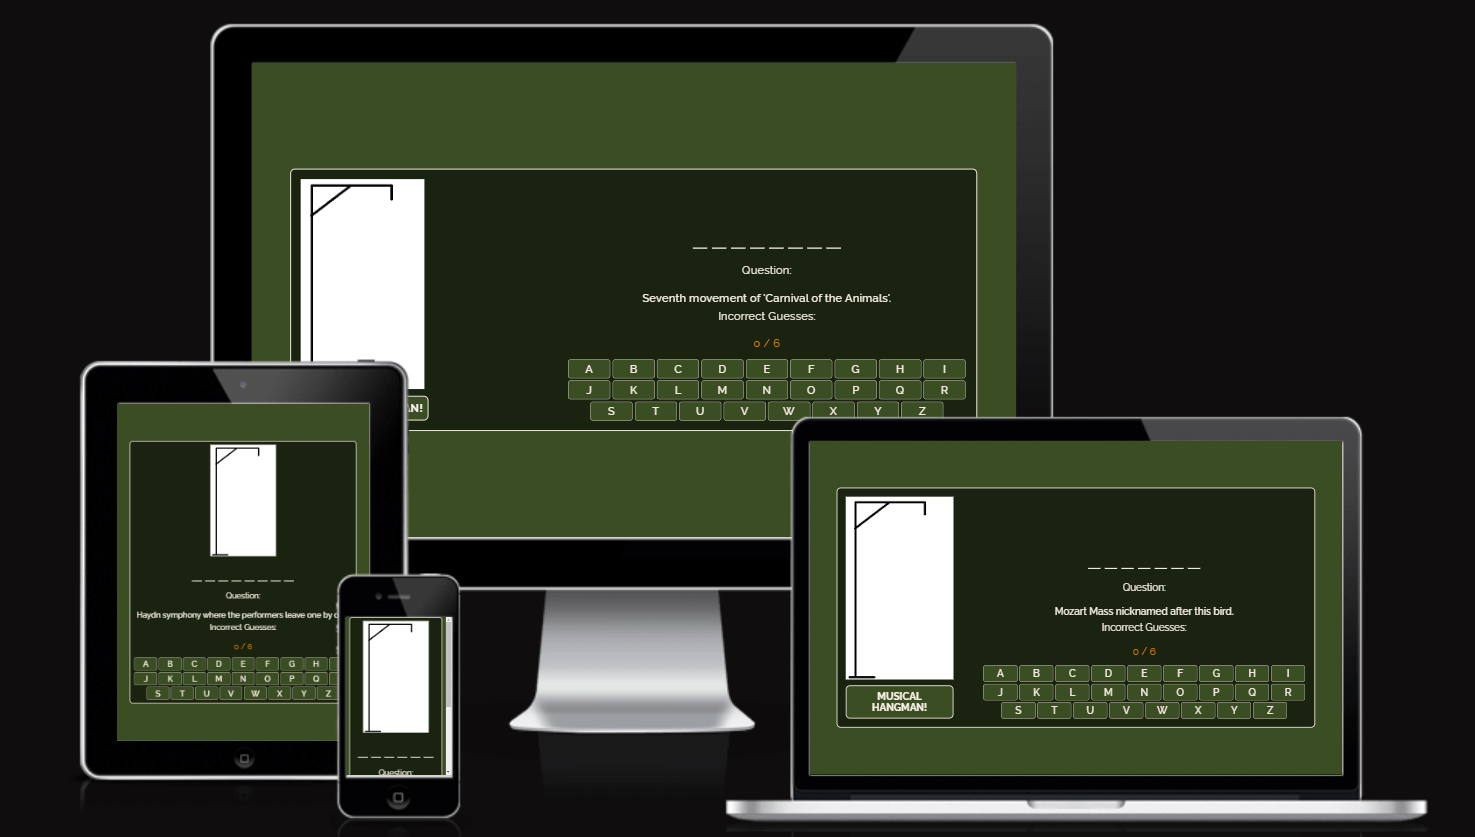 _ _ _ _ _ _ _ _
Question:
Seventh movement of 'Carnival of the Animals'.
Incorrect Guesses:
0 / 6
A B C D E F G H I
J K L M N O P Q R
S T U V W X Y Z
AN!
_ _ _ _ _ _ _ _
Question:
Haydn symphony where the performers leave one by
Incorrect Guesses:
0 / 6
A B C D E F G H
J K L M N O P Q
S T U V W X Y Z
_ _ _ _ _ _
Question:
_ _ _ _ _ _ _
Question:
Mozart Mass nicknamed after this bird.
Incorrect Guesses:
0 / 6
A B C D E F G H I
J K L M N O P Q R
S T U V W X Y Z
MUSICAL
HANGMAN!